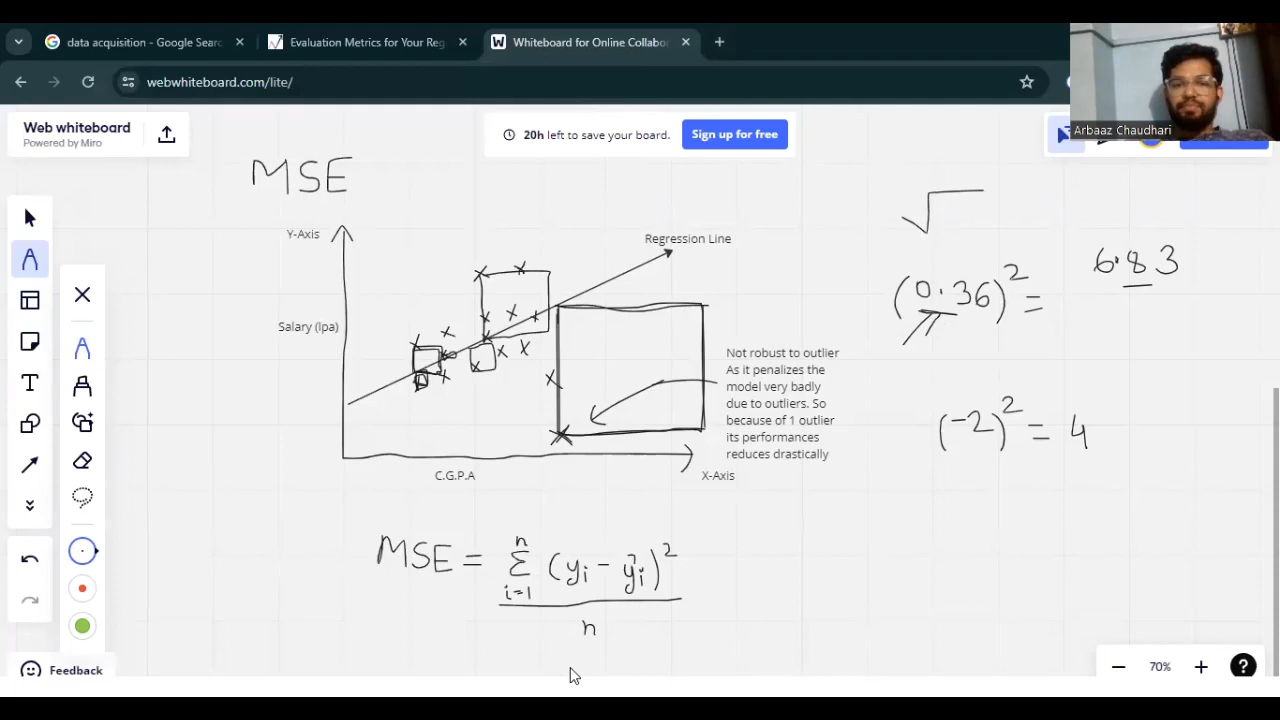 data acquisition - Google Searc
Evaluation Metrics for Your Reg
Whiteboard for Online Collabo
webwhiteboard.com/lite/
Arbaaz Chaudhari
Web whiteboard
Powered by Miro
20h left to save your board.
Sign up for free
MSE
Y-Axis
Regression Line
Salary (lpa)
Not robust to outlier
As it penalizes the
model very badly
due to outliers. So
because of 1 outlier
its performances
reduces drastically
C.G.P.A
X-Axis
√
(0.36)² =
6.83
(-2)² = 4
MSE = n
Σ (yi - ŷi)²
i=1
n
Feedback
70%